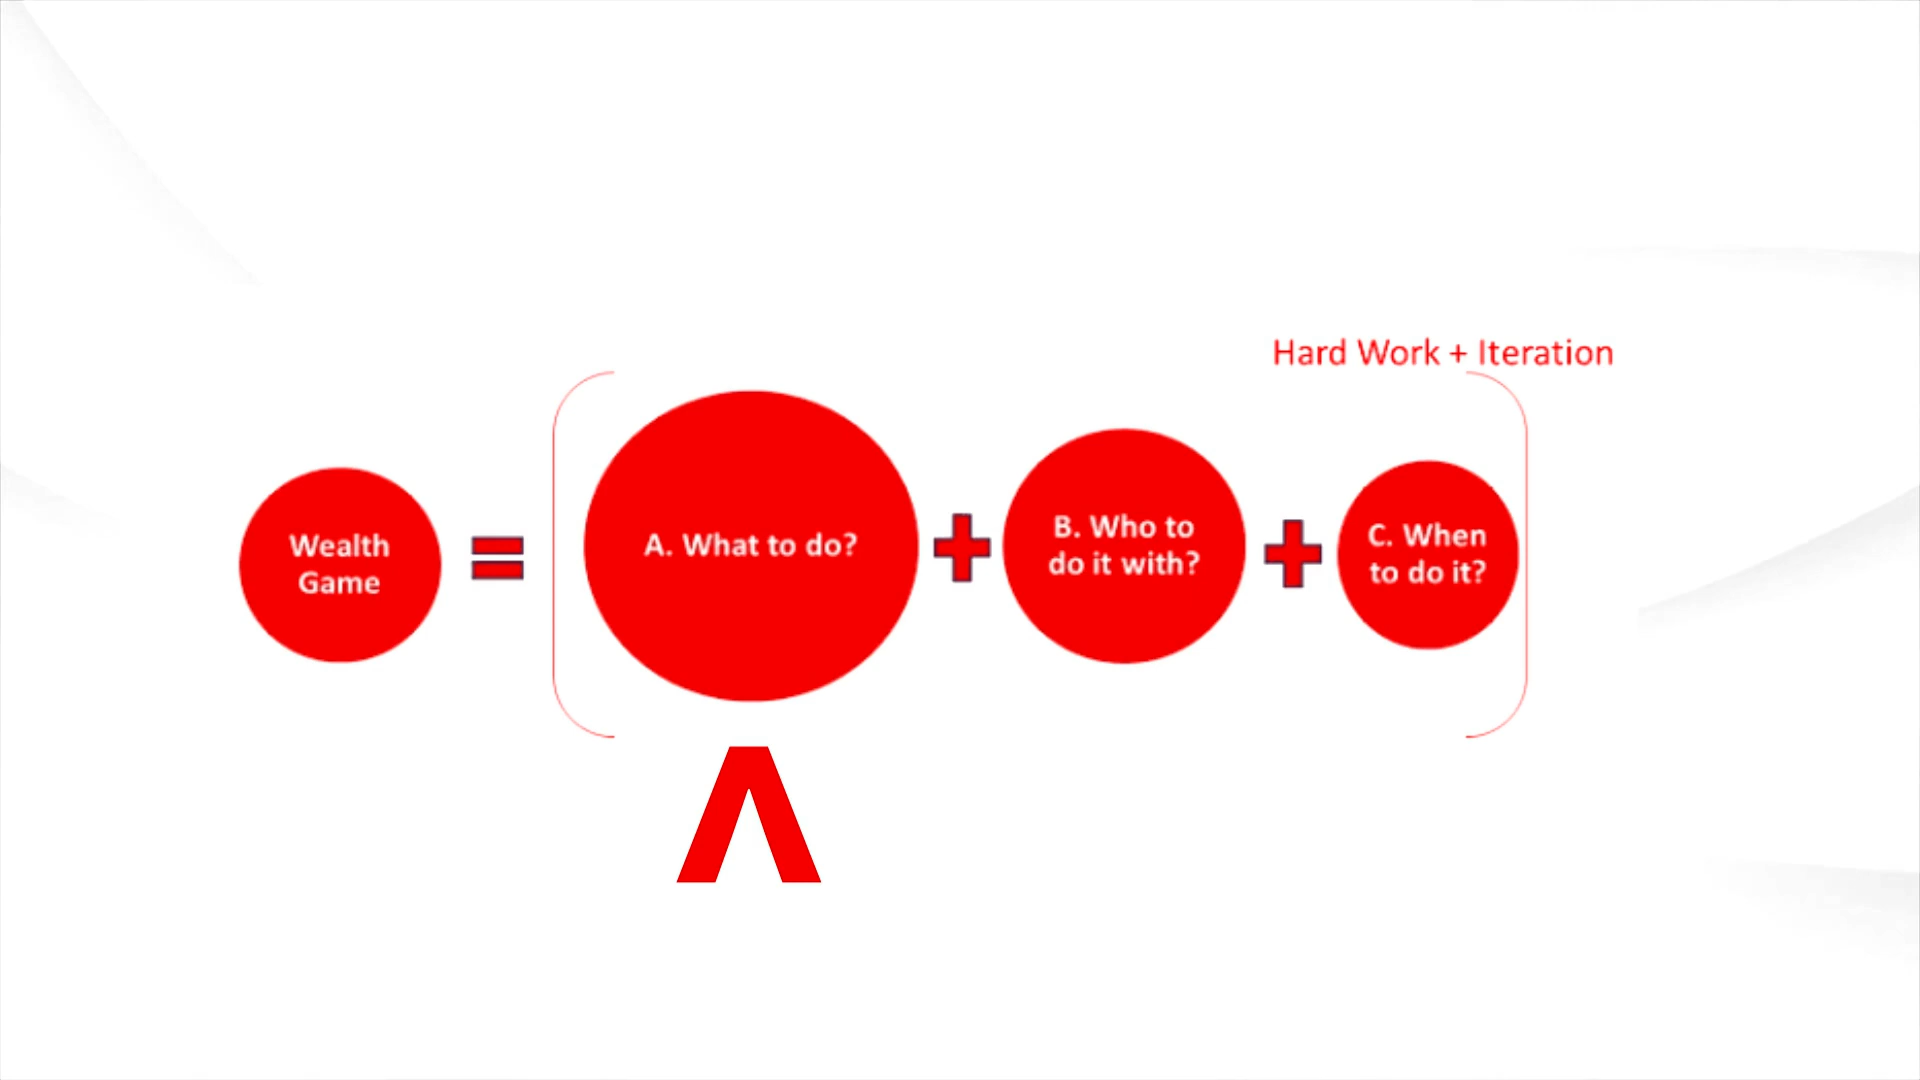 Hard Work + Iteration
Wealth
Game
=
A. What to do?
+
B. Who to
do it with?
+
C. When
to do it?